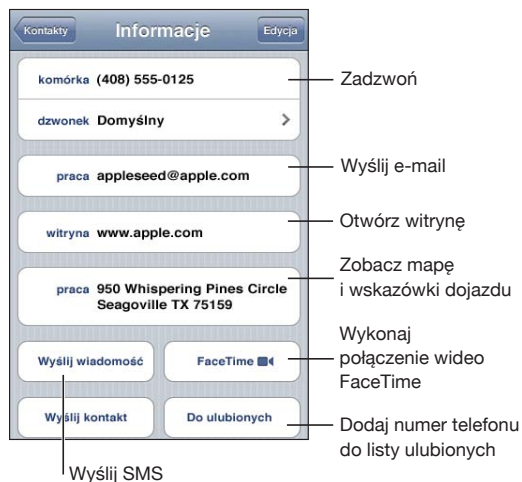 Kontakty Informacje Edycja
komórka (408) 555-0125
Zadzwoń
dzwonek Domyślny
praca appleseed@apple.com
Wyślij e-mail
witryna www.apple.com
Otwórz witrynę
praca 950 Whispering Pines Circle
Seagoville TX 75159
Zobacz mapę
i wskazówki dojazdu
Wyślij wiadomość FaceTime
Wykonaj
połączenie wideo
FaceTime
Wyślij kontakt Do ulubionych
Dodaj numer telefonu
do listy ulubionych
Wyślij SMS